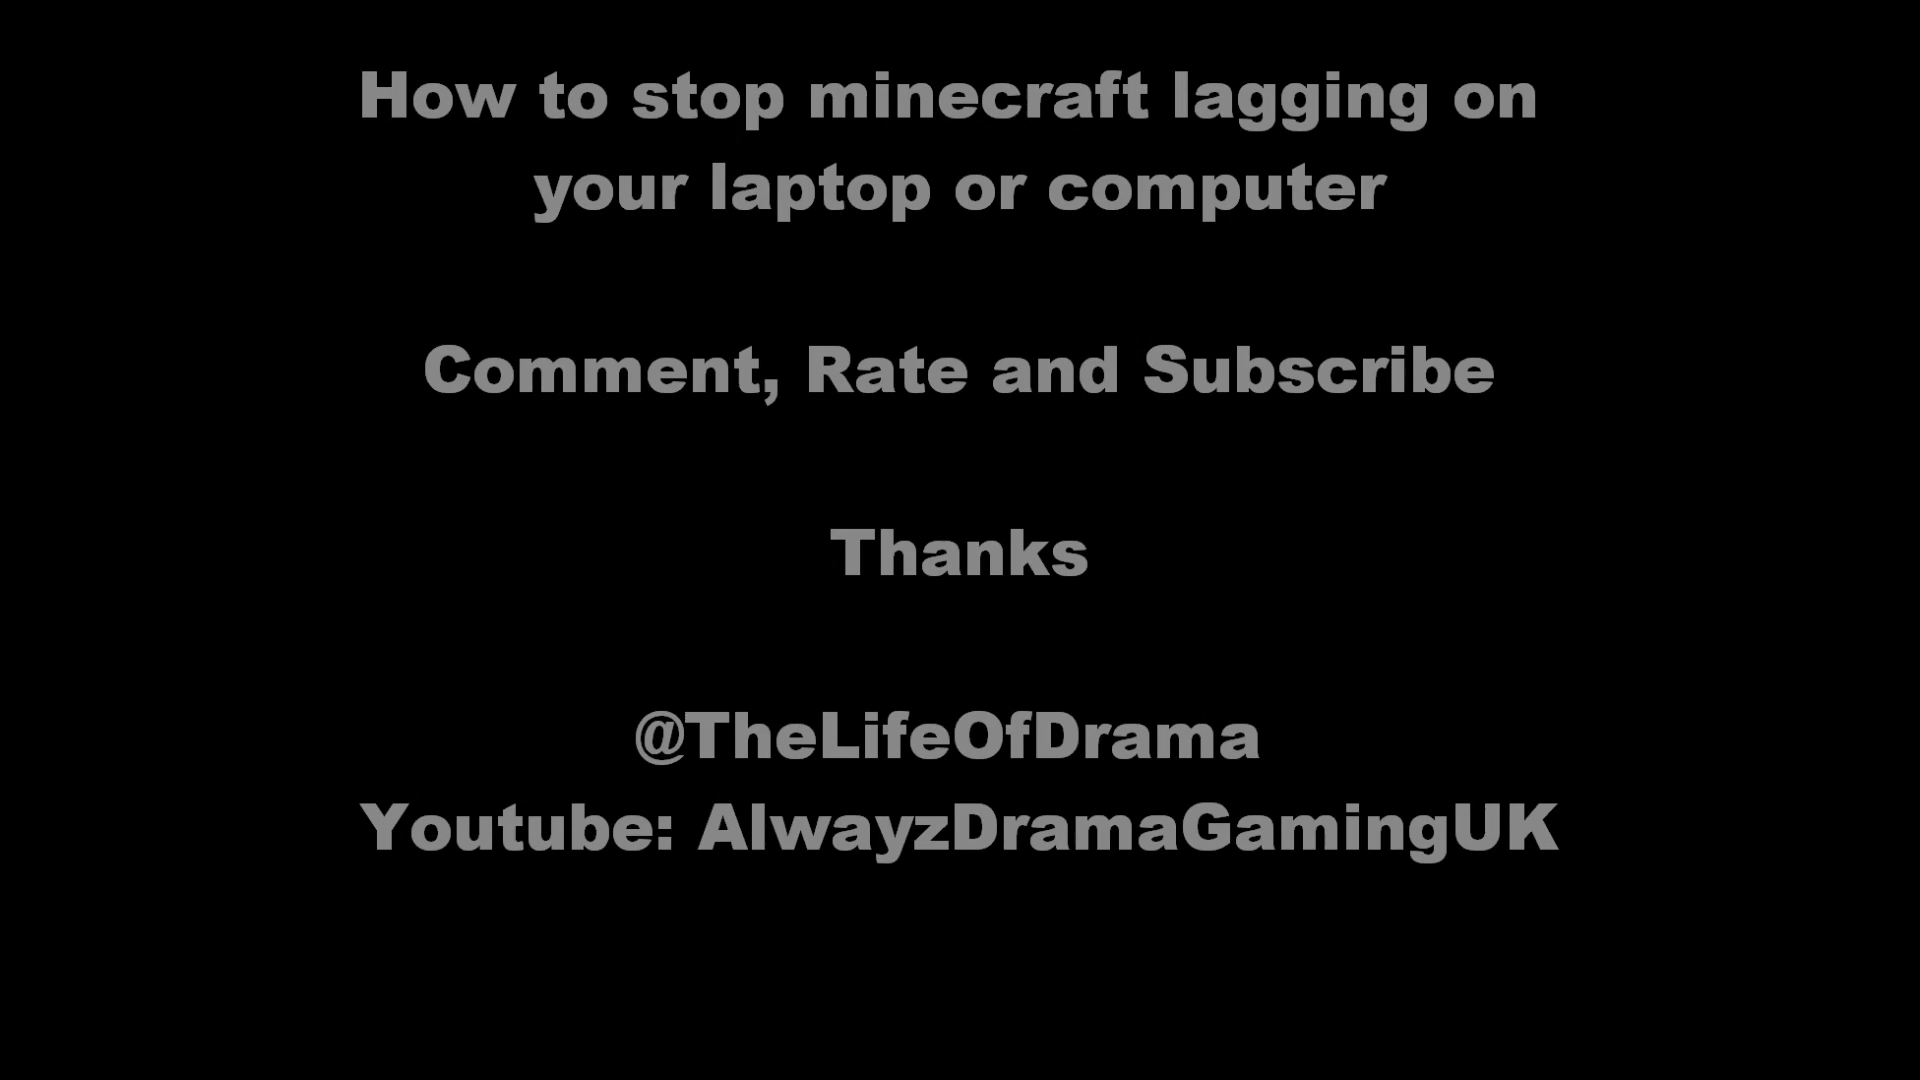 How to stop minecraft lagging on
your laptop or computer
Comment, Rate and Subscribe
Thanks
@TheLifeOfDrama
Youtube: AlwayzDramaGamingUK